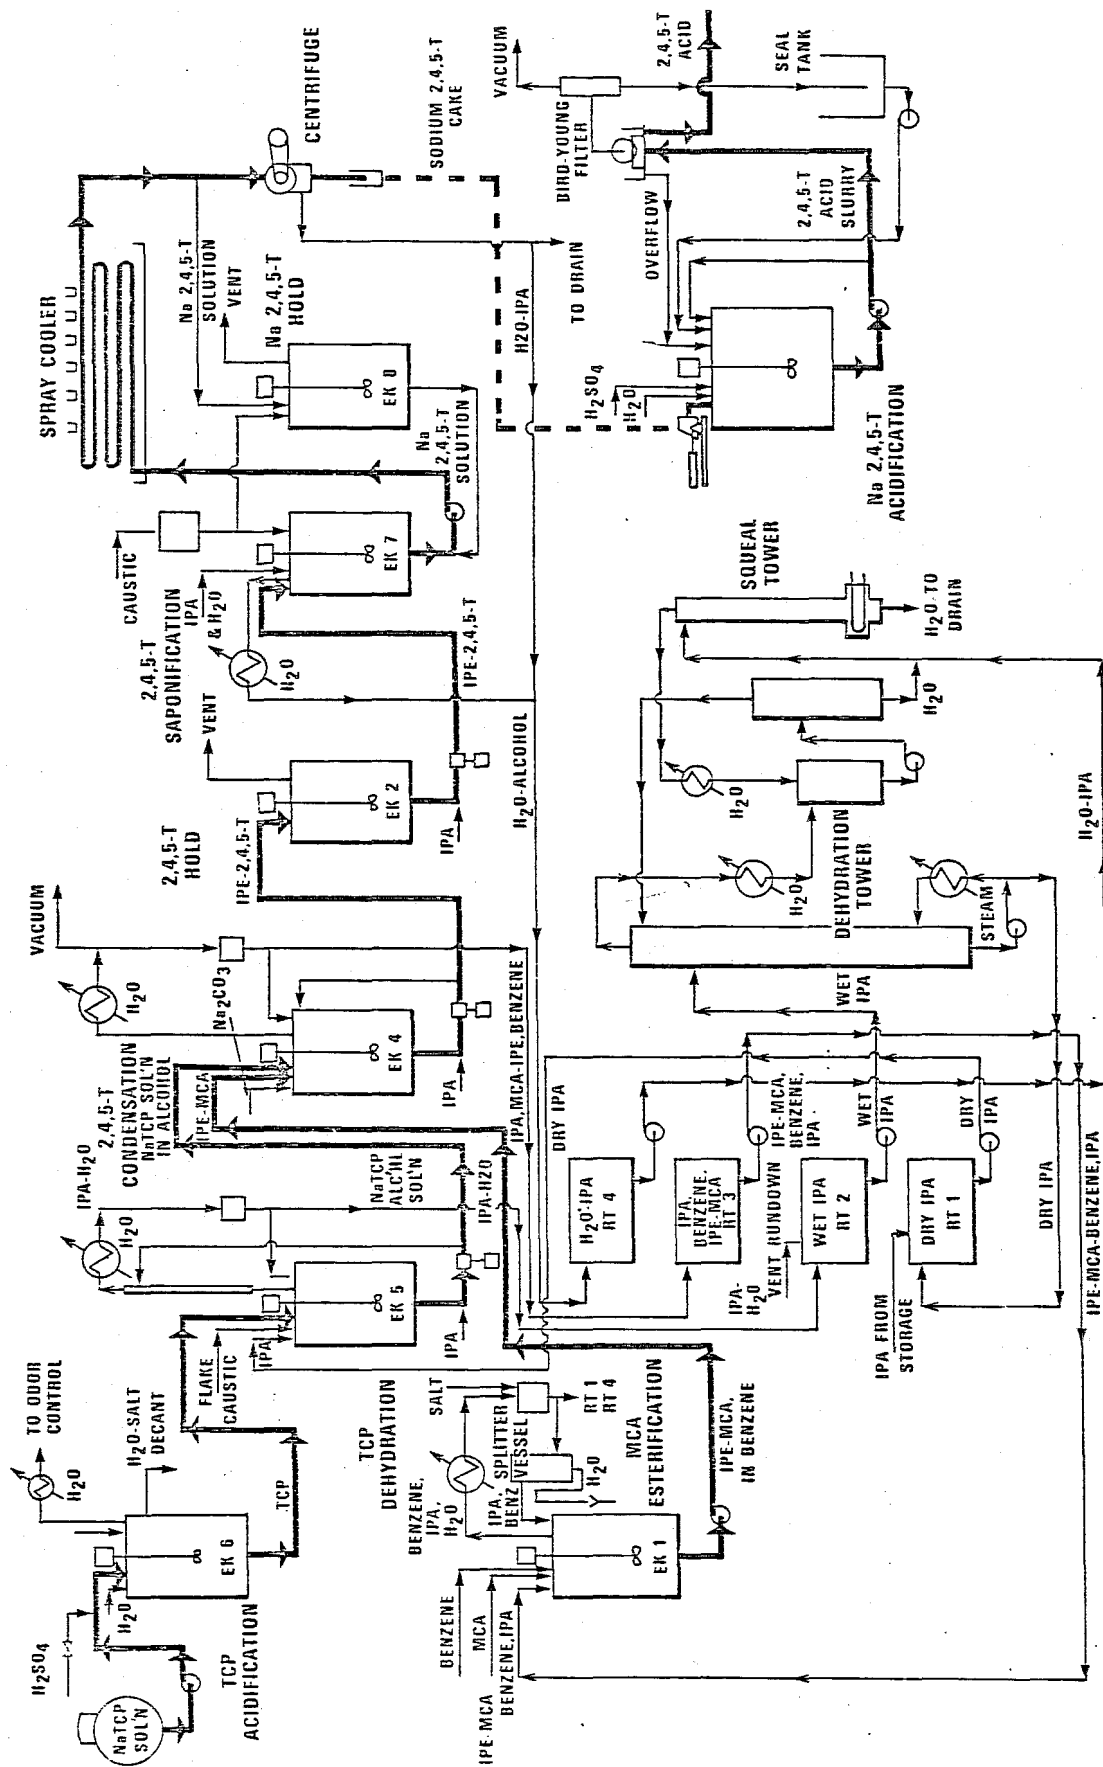 SPRAY COOLER
CENTRIFUGE
Na 2,4,5-T
SOLUTION
VENT
Na 2,4,5-T
HOLD
EK 8
SODIUM 2,4,5-T
CAKE
CAUSTIC
2,4,5-T
SAPONIFICATION
IPA
& H2O
H2O
EK 7
Na
2,4,5-T
SOLUTION
IPE-2,4,5-T
H2O-IPA
TO DRAIN
VACUUM
BIRD-YOUNG
FILTER
2,4,5-T
ACID
SEAL
TANK
OVERFLOW
2,4,5-T
ACID
SLURRY
H2SO4
H2O
Na 2,4,5-T
ACIDIFICATION
VENT
2,4,5-T
HOLD
EK 2
IPE-2,4,5-T
IPA
H2O-ALCOHOL
SQUEAL
TOWER
H2O TO
DRAIN
H2O
H2O
H2O
DEHYDRATION
TOWER
STEAM
H2O-IPA
WET
IPA
VACUUM
H2O
Na2CO3
2,4,5-T
CONDENSATION
NaTCP SOL'N
IN ALCOHOL
IPE-MCA
EK 4
IPA
IPA,MCA-IPE,BENZENE
IPA-H2O
H2O
NaTCP
ALC'HL
SOL'N
IPA-H2O
EK 5
IPA
IPA
FLAKE
CAUSTIC
DRY IPA
H2O-IPA
RT 4
IPA,
BENZENE,
IPE-MCA
RT 3
IPE-MCA,
BENZENE,
IPA
WET IPA
RT 2
WET
IPA
DRY IPA
RT 1
DRY
IPA
IPA-
H2O
VENT RUNDOWN
IPA FROM
STORAGE
DRY IPA
IPE-MCA-BENZENE,IPA
TO ODOR
CONTROL
H2O
H2O-SALT
DECANT
TCP
EK 6
H2O
H2SO4
NaTCP
SOL'N
TCP
ACIDIFICATION
TCP
DEHYDRATION
SALT
BENZENE,
IPA,
H2O
SPLITTER
VESSEL
RT 1
RT 4
IPA,
BENZ
H2O
MCA
ESTERIFICATION
EK 1
IPE-MCA,
IN BENZENE
BENZENE
MCA
IPE-MCA
BENZENE,IPA